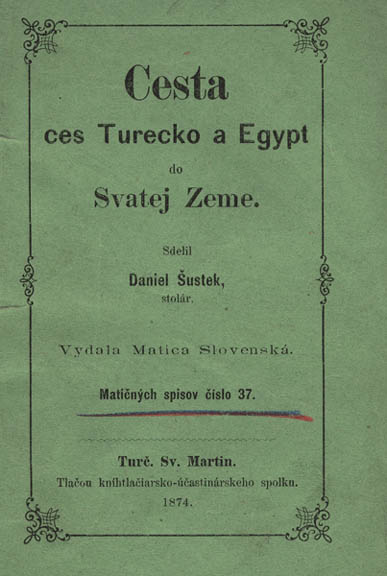 Cesta
ces Turecko a Egypt
do
Svatej Zeme.
Sdelil
Daniel Šustek,
stolár.
Vydala Matica Slovenská.
Matičných spisov číslo 37.
Turč. Sv. Martin.
Tlačou kníhtlačiarsko-účastinárskeho spolku.
1874.